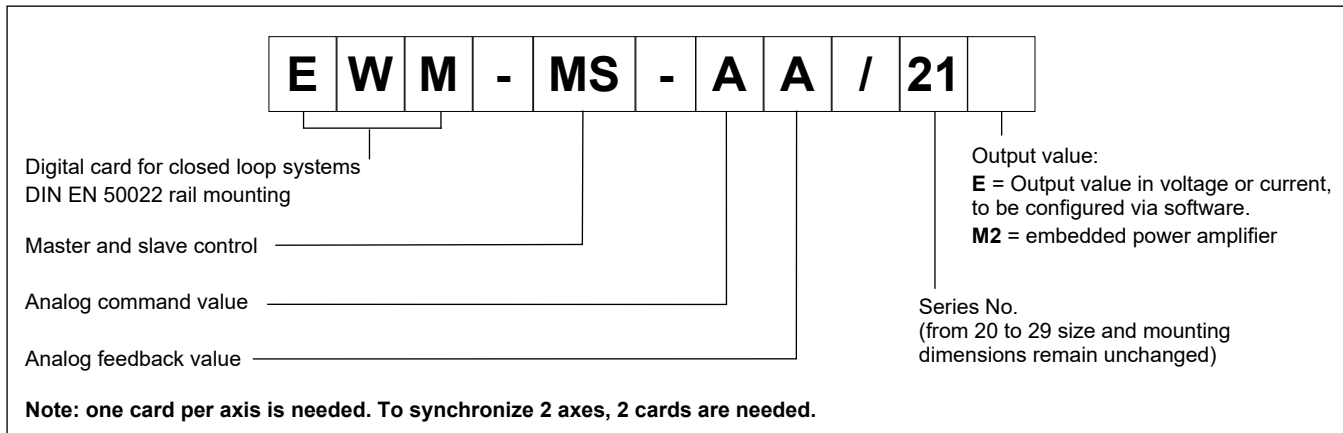 E W M - MS - A A / 21
Digital card for closed loop systems
DIN EN 50022 rail mounting
Master and slave control
Analog command value
Analog feedback value
Output value:
E = Output value in voltage or current,
to be configured via software.
M2 = embedded power amplifier
Series No.
(from 20 to 29 size and mounting
dimensions remain unchanged)
Note: one card per axis is needed. To synchronize 2 axes, 2 cards are needed.